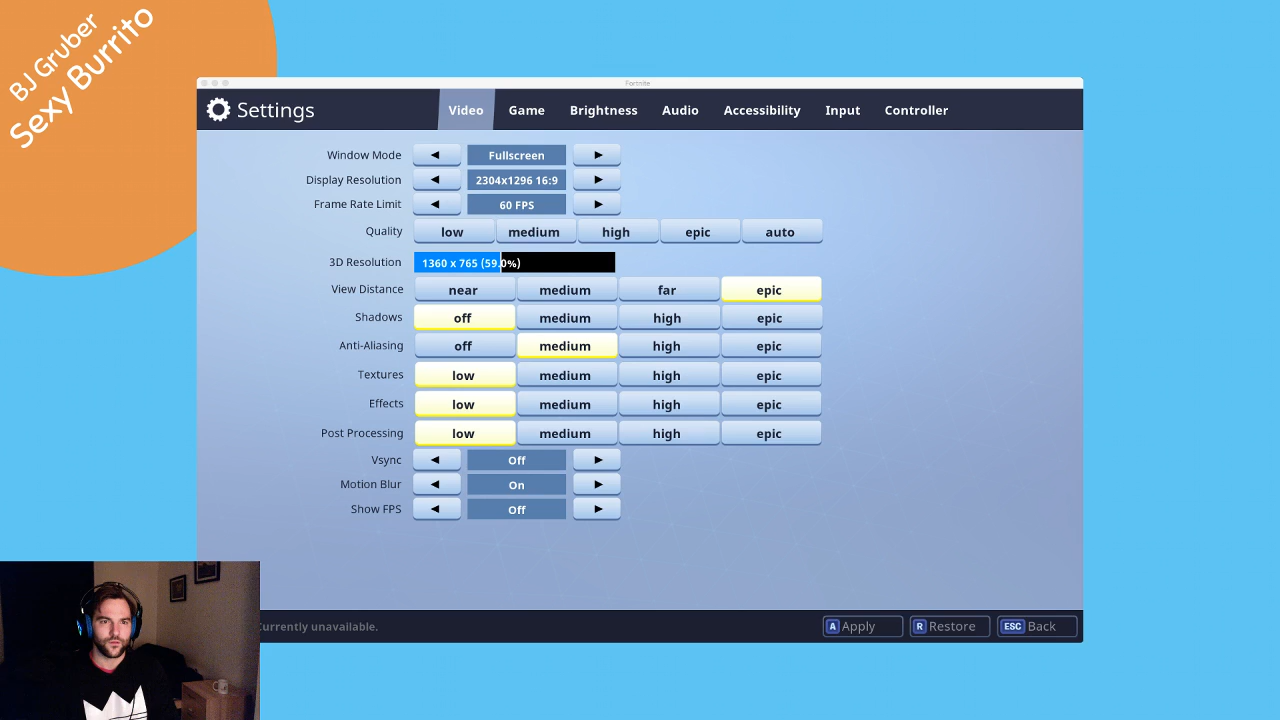 BJ Gruber
Sexy Burrito
Fortnite
Settings
Video Game Brightness Audio Accessibility Input Controller
Window Mode ◀ Fullscreen ▶
Display Resolution ◀ 2304x1296 16:9 ▶
Frame Rate Limit ◀ 60 FPS ▶
Quality low medium high epic auto
3D Resolution 1360 x 765 (59.0%)
View Distance near medium far epic
Shadows off medium high epic
Anti-Aliasing off medium high epic
Textures low medium high epic
Effects low medium high epic
Post Processing low medium high epic
Vsync ◀ Off ▶
Motion Blur ◀ On ▶
Show FPS ◀ Off ▶
Currently unavailable.
A Apply R Restore ESC Back